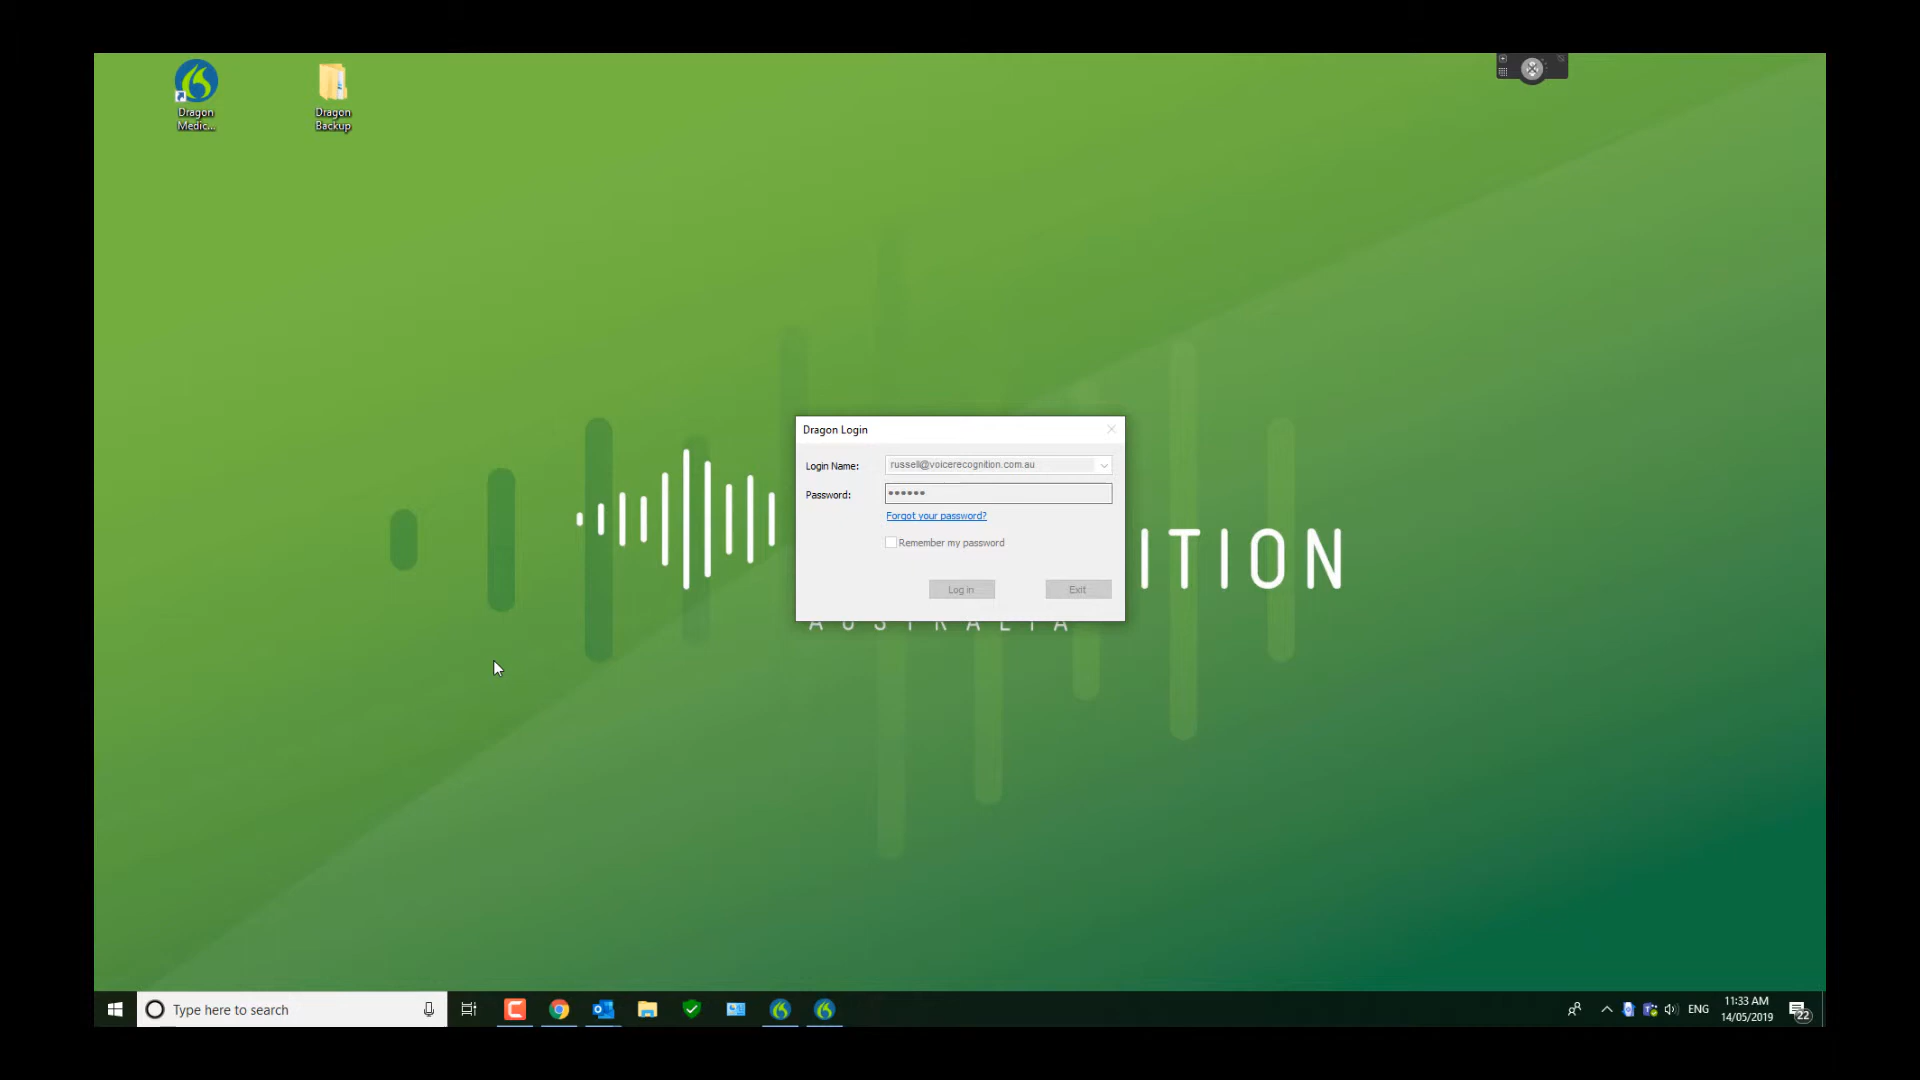 Dragon
Medic...
Dragon
Backup
Dragon Login
Login Name:
russell@voicerecognition.com.au
Password:
••••••
Forgot your password?
Remember my password
Log in
Exit
ITION
AUSTRALIA
Type here to search
ENG
11:33 AM
14/05/2019
22